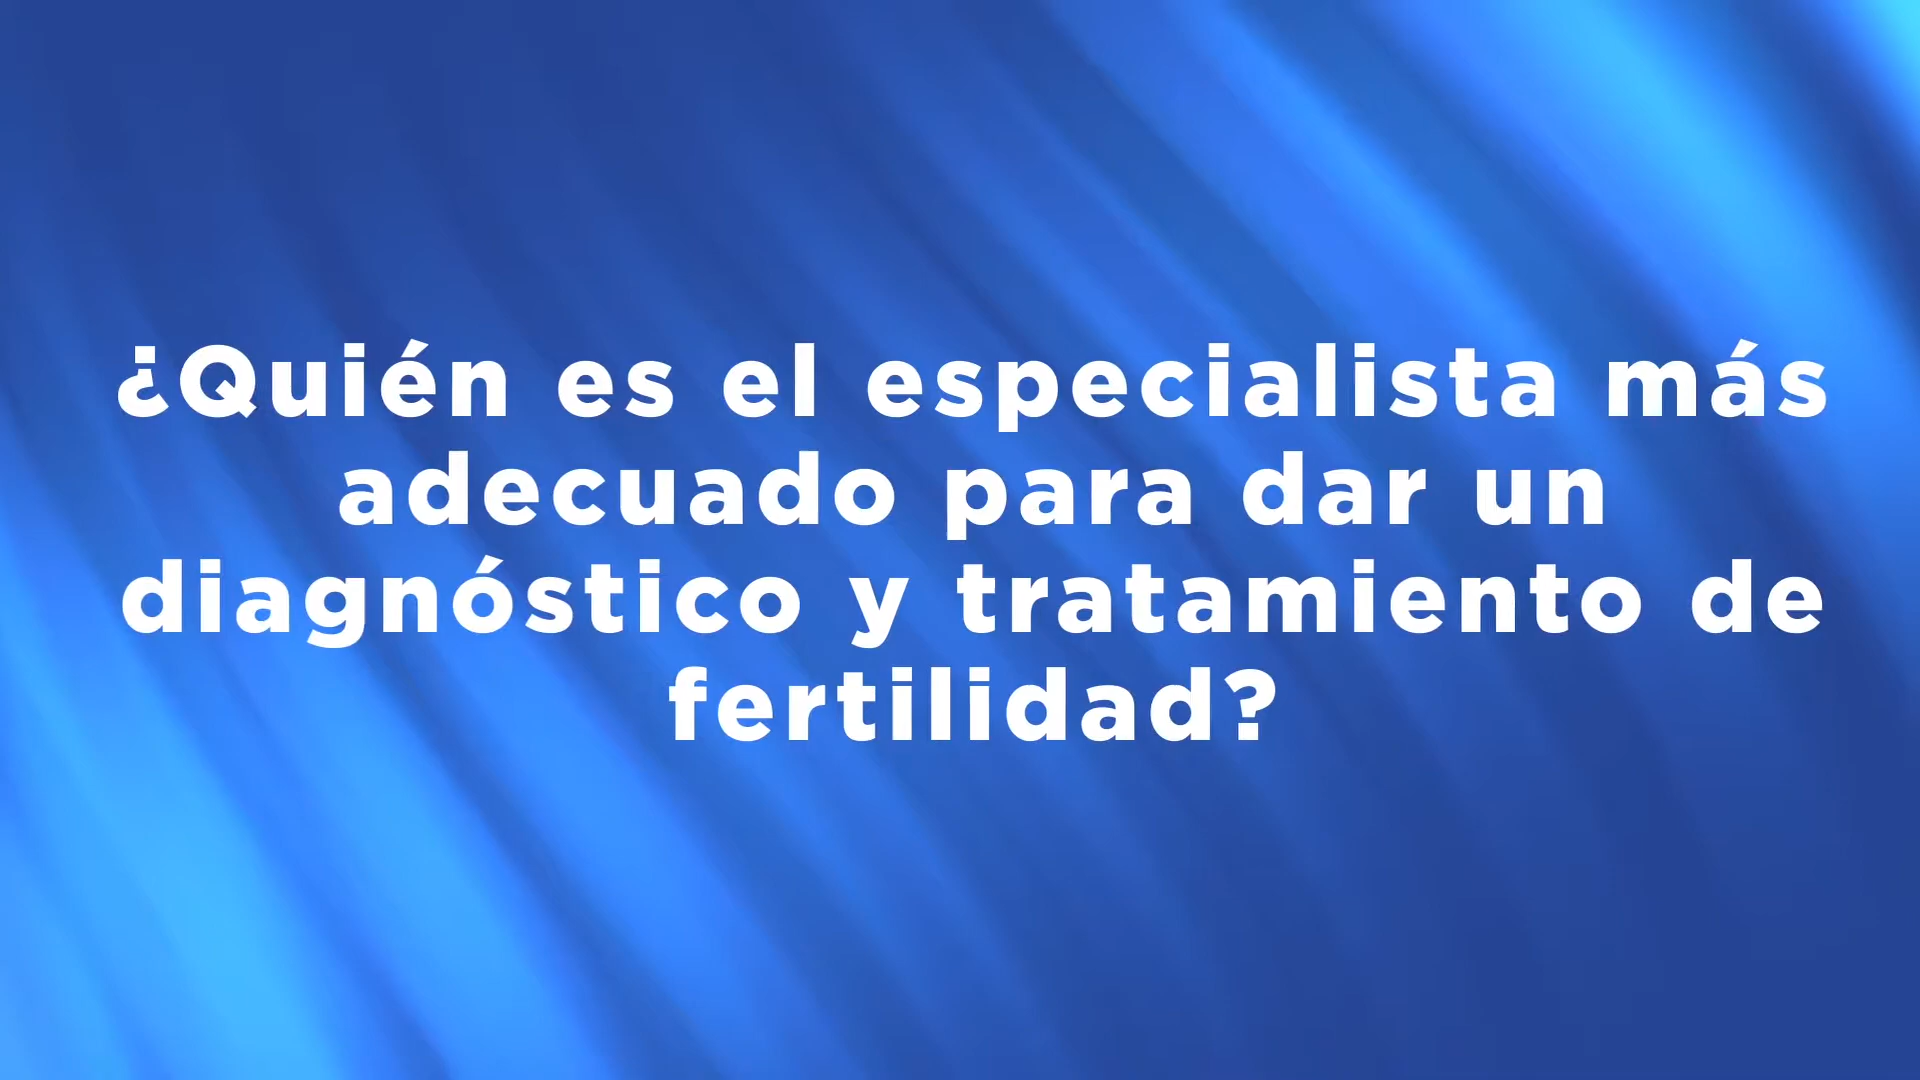 ¿Quién es el especialista más
adecuado para dar un
diagnóstico y tratamiento de
fertilidad?